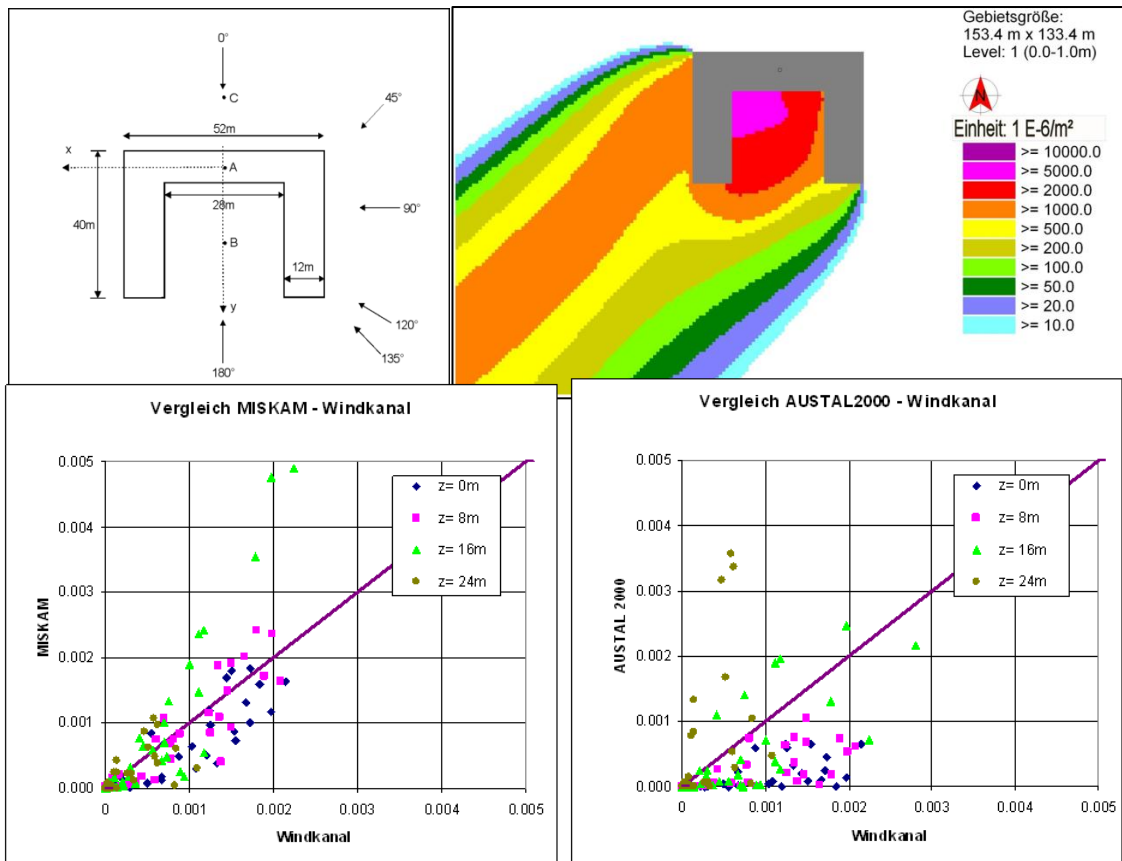 0°
C
45°
52m
x
A
28m
40m
90°
B
12m
y
120°
135°
180°
Gebietsgröße:
153.4 m x 133.4 m
Level: 1 (0.0-1.0m)
N
Einheit: 1 E-6/m²
>= 10000.0
>= 5000.0
>= 2000.0
>= 1000.0
>= 500.0
>= 200.0
>= 100.0
>= 50.0
>= 20.0
>= 10.0
Vergleich MISKAM - Windkanal
0.005
0.004
0.003
0.002
0.001
0.000
MISKAM
z= 0m
z= 8m
z= 16m
z= 24m
0 0.001 0.002 0.003 0.004 0.005
Windkanal
Vergleich AUSTAL2000 - Windkanal
0.005
0.004
0.003
0.002
0.001
0.000
AUSTAL 2000
z= 0m
z= 8m
z= 16m
z= 24m
0 0.001 0.002 0.003 0.004 0.005
Windkanal